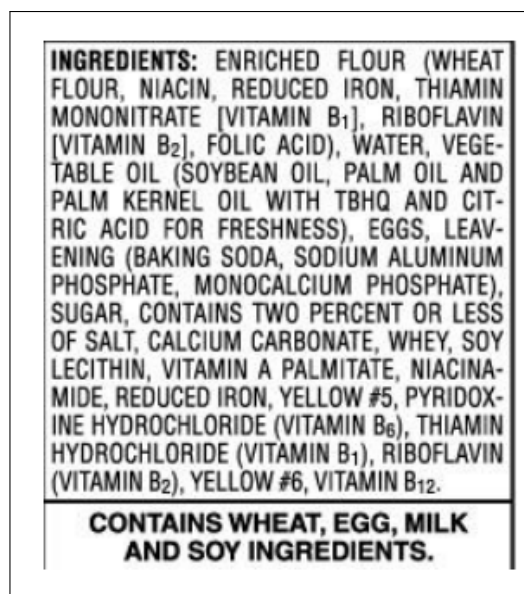 INGREDIENTS: ENRICHED FLOUR (WHEAT
FLOUR, NIACIN, REDUCED IRON, THIAMIN
MONONITRATE [VITAMIN B₁], RIBOFLAVIN
[VITAMIN B₂], FOLIC ACID), WATER, VEGE-
TABLE OIL (SOYBEAN OIL, PALM OIL AND
PALM KERNEL OIL WITH TBHQ AND CIT-
RIC ACID FOR FRESHNESS), EGGS, LEAV-
ENING (BAKING SODA, SODIUM ALUMINUM
PHOSPHATE, MONOCALCIUM PHOSPHATE),
SUGAR, CONTAINS TWO PERCENT OR LESS
OF SALT, CALCIUM CARBONATE, WHEY, SOY
LECITHIN, VITAMIN A PALMITATE, NIACINA-
MIDE, REDUCED IRON, YELLOW #5, PYRIDOX-
INE HYDROCHLORIDE (VITAMIN B₆), THIAMIN
HYDROCHLORIDE (VITAMIN B₁), RIBOFLAVIN
(VITAMIN B₂), YELLOW #6, VITAMIN B₁₂.
CONTAINS WHEAT, EGG, MILK
AND SOY INGREDIENTS.